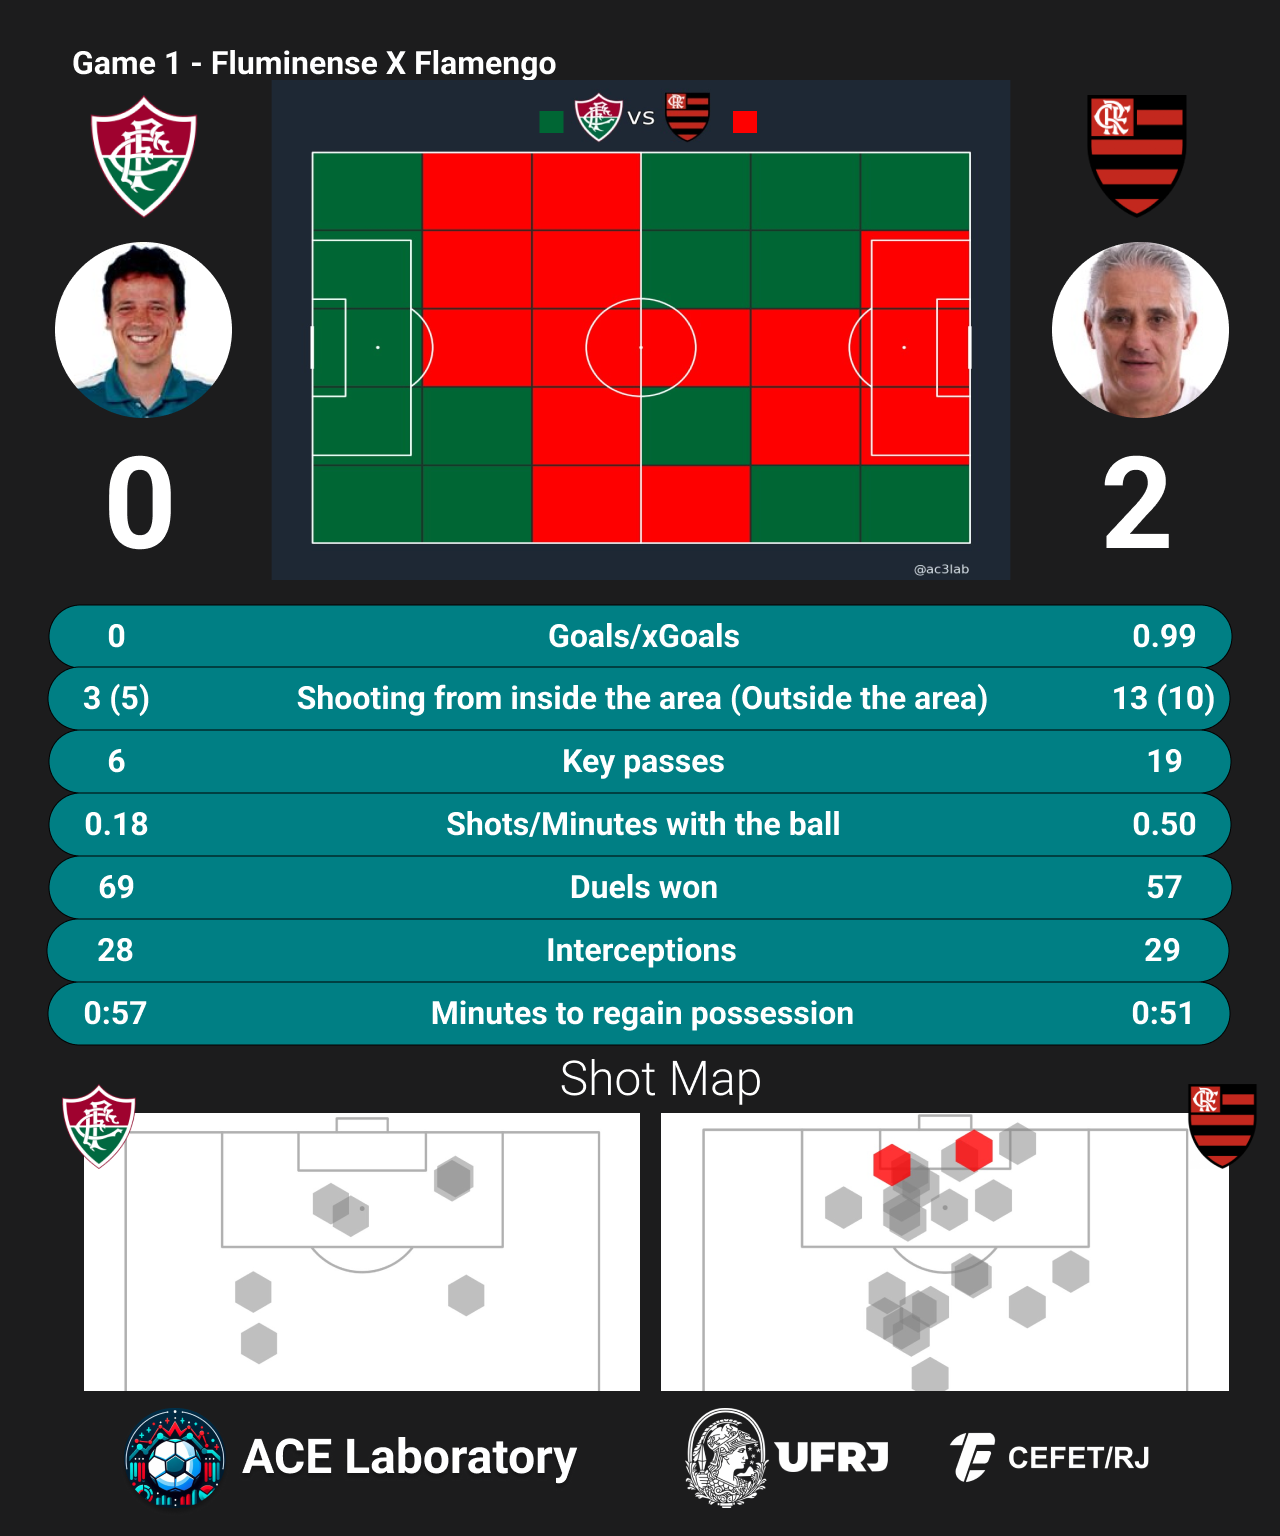 Game 1 - Fluminense X Flamengo
VS
0
2
@ac3lab
0 Goals/xGoals 0.99
3 (5) Shooting from inside the area (Outside the area) 13 (10)
6 Key passes 19
0.18 Shots/Minutes with the ball 0.50
69 Duels won 57
28 Interceptions 29
0:57 Minutes to regain possession 0:51
Shot Map
ACE Laboratory
UFRJ
CEFET/RJ